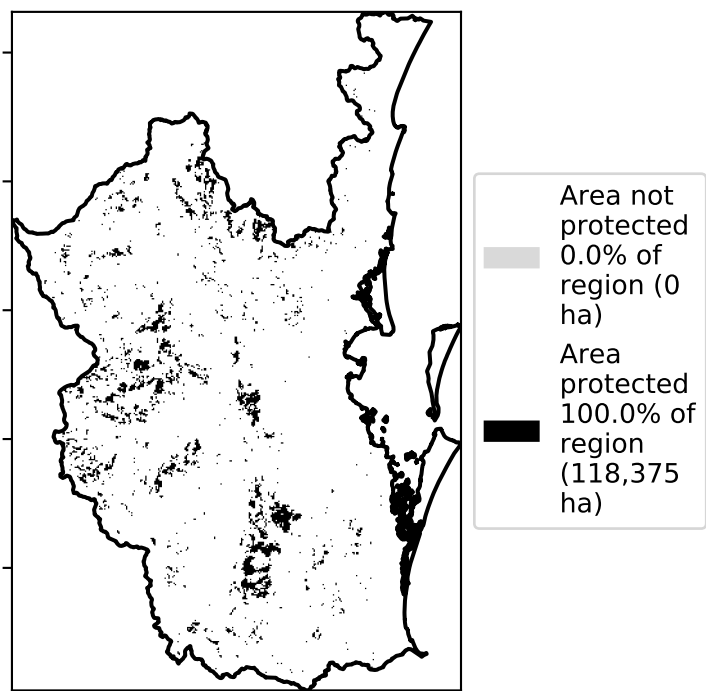 Area not
protected
0.0% of
region (0
ha)
Area
protected
100.0% of
region
(118,375
ha)